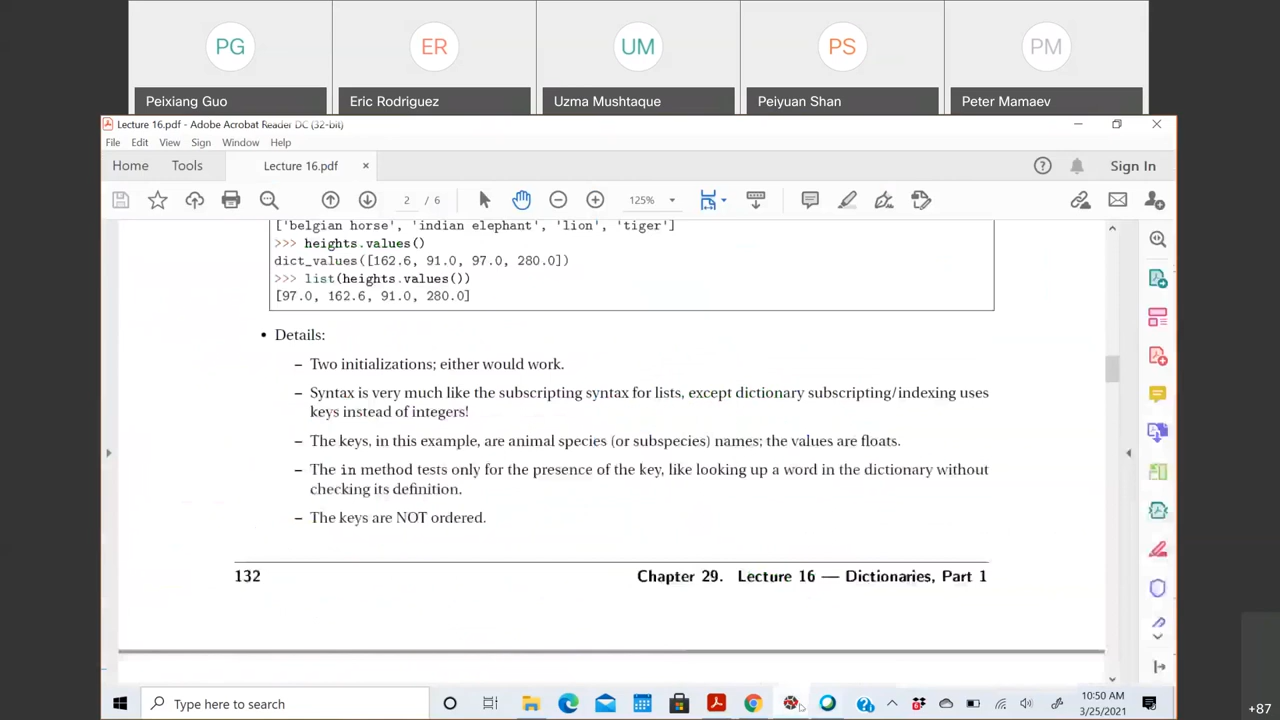 PG
ER
UM
PS
PM
Peixiang Guo
Eric Rodriguez
Uzma Mushtaque
Peiyuan Shan
Peter Mamaev
Lecture 16.pdf - Adobe Acrobat Reader DC (32-bit)
File Edit View Sign Window Help
Home Tools Lecture 16.pdf × Sign In
2 / 6 125%
['belgian horse', 'indian elephant', 'lion', 'tiger']
>>> heights.values()
dict_values([162.6, 91.0, 97.0, 280.0])
>>> list(heights.values())
[97.0, 162.6, 91.0, 280.0]
• Details:
– Two initializations; either would work.
– Syntax is very much like the subscripting syntax for lists, except dictionary subscripting/indexing uses
keys instead of integers!
– The keys, in this example, are animal species (or subspecies) names; the values are floats.
– The in method tests only for the presence of the key, like looking up a word in the dictionary without
checking its definition.
– The keys are NOT ordered.
132 Chapter 29. Lecture 16 — Dictionaries, Part 1
Type here to search
10:50 AM
3/25/2021
+87